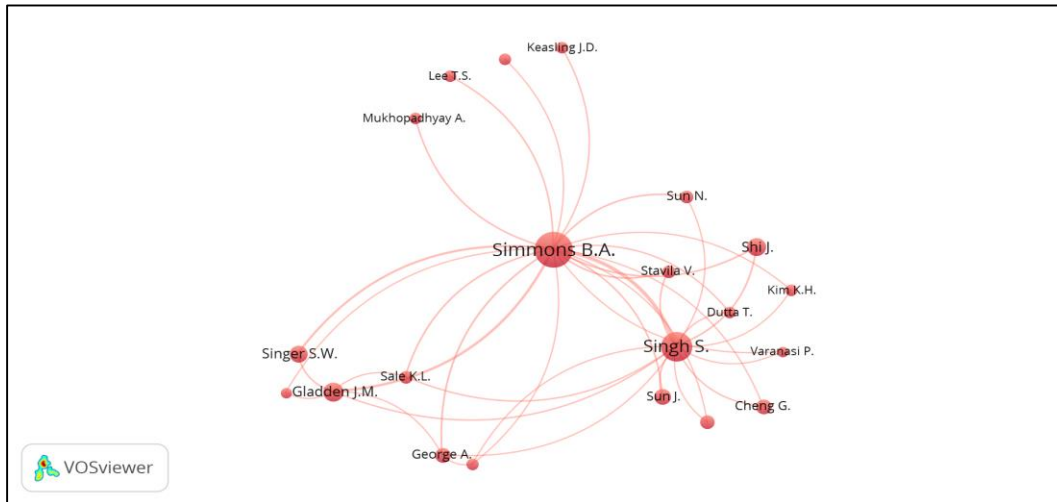 Keasling J.D.
Lee T.S.
Mukhopadhyay A.
Sun N.
Simmons B.A.
Shi J.
Stavila V.
Kim K.H.
Dutta T.
Singh S.
Varanasi P.
Singer S.W.
Sale K.L.
Gladden J.M.
Sun J.
Cheng G.
George A.
VOSviewer